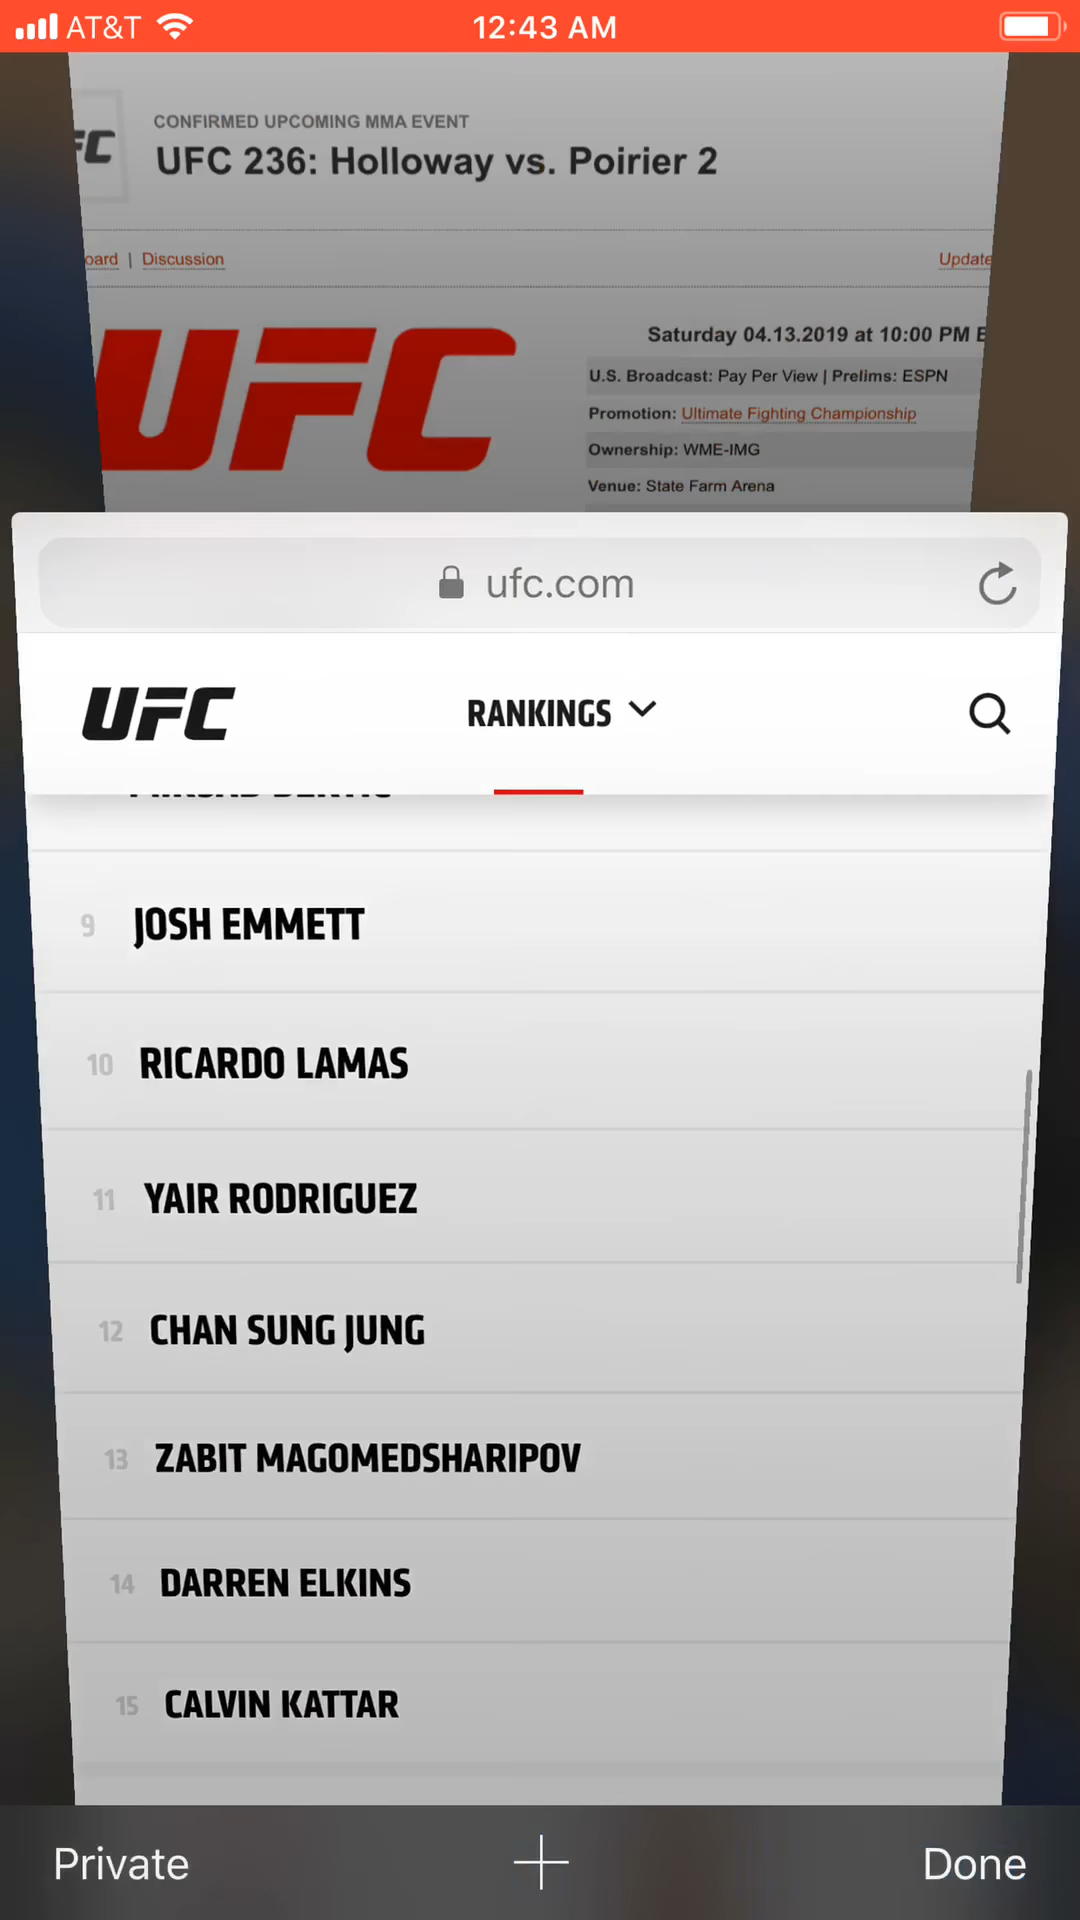 AT&T 12:43 AM
FC
CONFIRMED UPCOMING MMA EVENT
UFC 236: Holloway vs. Poirier 2
oard | Discussion
Update
UFC
Saturday 04.13.2019 at 10:00 PM E
U.S. Broadcast: Pay Per View | Prelims: ESPN
Promotion: Ultimate Fighting Championship
Ownership: WME-IMG
Venue: State Farm Arena
ufc.com
UFC RANKINGS
9 JOSH EMMETT
10 RICARDO LAMAS
11 YAIR RODRIGUEZ
12 CHAN SUNG JUNG
13 ZABIT MAGOMEDSHARIPOV
14 DARREN ELKINS
15 CALVIN KATTAR
Private Done